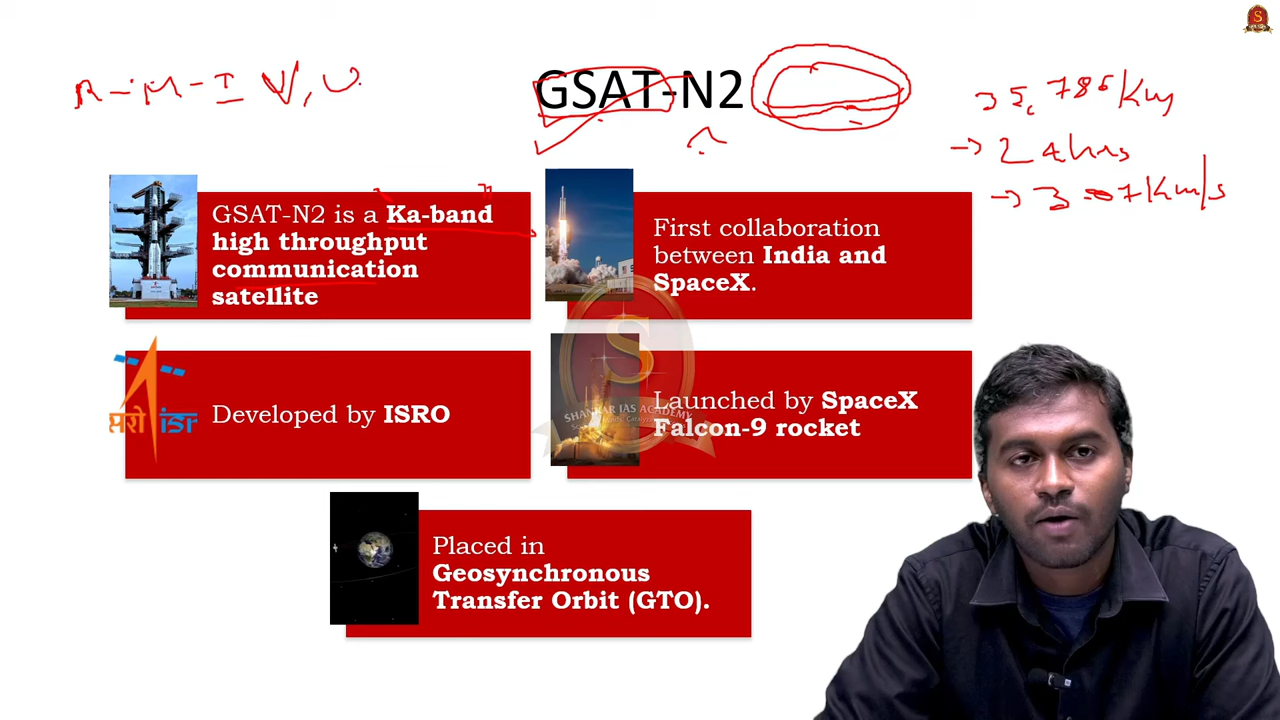 S
R - M - I V, U
GSAT-N2
35,786 Km
→ 24 hrs
→ 3.07 Km/s
GSAT-N2 is a Ka-band
high throughput
communication
satellite
First collaboration
between India and
SpaceX.
इसरो isro
Developed by ISRO
S
SHANKAR IAS ACADEMY
Launched by SpaceX
Falcon-9 rocket
Placed in
Geosynchronous
Transfer Orbit (GTO).